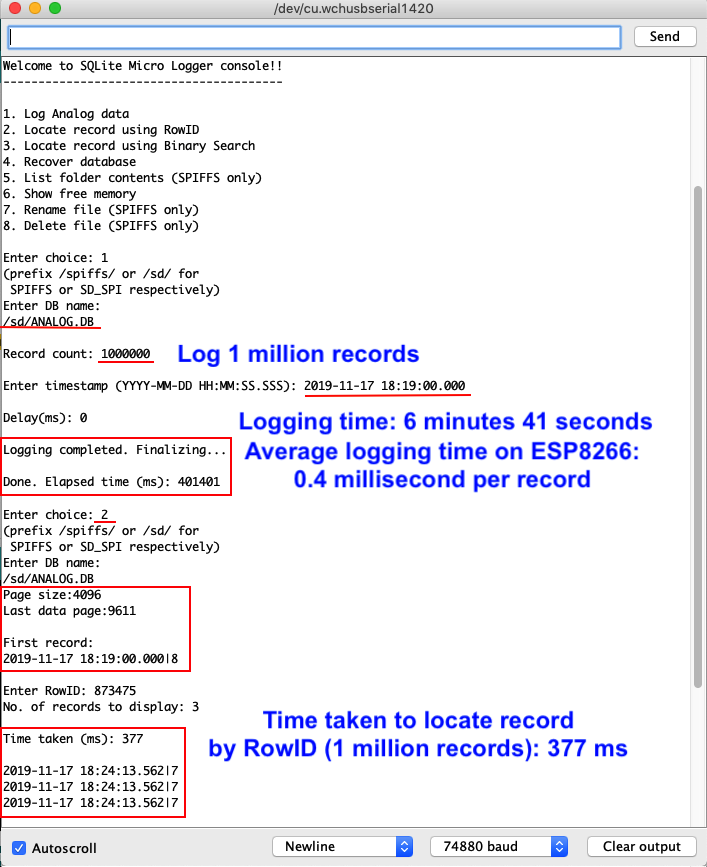 /dev/cu.wchusbserial1420
Send
Welcome to SQLite Micro Logger console!!
----------------------------------------
1. Log Analog data
2. Locate record using RowID
3. Locate record using Binary Search
4. Recover database
5. List folder contents (SPIFFS only)
6. Show free memory
7. Rename file (SPIFFS only)
8. Delete file (SPIFFS only)
Enter choice: 1
(prefix /spiffs/ or /sd/ for
 SPIFFS or SD_SPI respectively)
Enter DB name:
/sd/ANALOG.DB
Record count: 1000000
Log 1 million records
Enter timestamp (YYYY-MM-DD HH:MM:SS.SSS): 2019-11-17 18:19:00.000
Delay(ms): 0
Logging time: 6 minutes 41 seconds
Average logging time on ESP8266:
0.4 millisecond per record
Logging completed. Finalizing...
Done. Elapsed time (ms): 401401
Enter choice: 2
(prefix /spiffs/ or /sd/ for
 SPIFFS or SD_SPI respectively)
Enter DB name:
/sd/ANALOG.DB
Page size:4096
Last data page:9611
First record:
2019-11-17 18:19:00.000|8
Enter RowID: 873475
No. of records to display: 3
Time taken to locate record
by RowID (1 million records): 377 ms
Time taken (ms): 377
2019-11-17 18:24:13.562|7
2019-11-17 18:24:13.562|7
2019-11-17 18:24:13.562|7
Autoscroll
Newline
74880 baud
Clear output